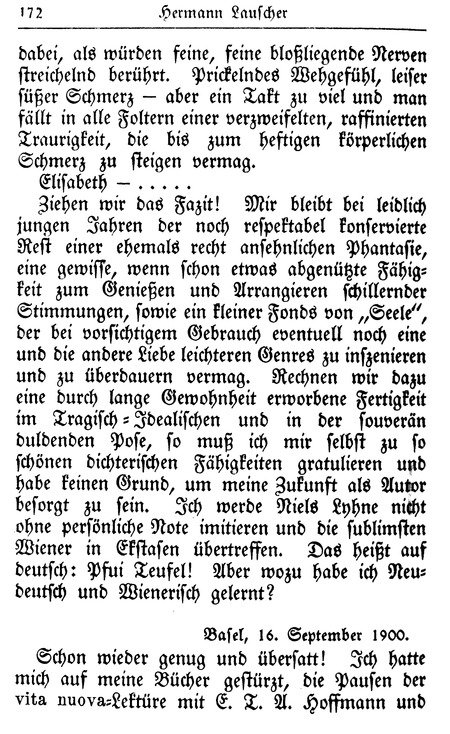 172 Hermann Lauscher
dabei, als würden feine, feine bloßliegende Nerven
streichelnd berührt. Prickelndes Wehgefühl, leiser
süßer Schmerz — aber ein Takt zu viel und man
fällt in alle Foltern einer verzweifelten, raffinierten
Traurigkeit, die bis zum heftigen körperlichen
Schmerz zu steigen vermag.
Elisabeth — . . . . .
Ziehen wir das Fazit! Mir bleibt bei leidlich
jungen Jahren der noch respektabel konservierte
Rest einer ehemals recht ansehnlichen Phantasie,
eine gewisse, wenn schon etwas abgenützte Fähig-
keit zum Genießen und Arrangieren schillernder
Stimmungen, sowie ein kleiner Fonds von „Seele“,
der bei vorsichtigem Gebrauch eventuell noch eine
und die andere Liebe leichteren Genres zu inszenieren
und zu überdauern vermag. Rechnen wir dazu
eine durch lange Gewohnheit erworbene Fertigkeit
im Tragisch-Idealischen und in der souverän
duldenden Pose, so muß ich mir selbst zu so
schönen dichterischen Fähigkeiten gratulieren und
habe keinen Grund, um meine Zukunft als Autor
besorgt zu sein. Ich werde Niels Lyhne nicht
ohne persönliche Note imitieren und die sublimsten
Wiener in Ekstasen übertreffen. Das heißt auf
deutsch: Pfui Teufel! Aber wozu habe ich Neu-
deutsch und Wienerisch gelernt?
Basel, 16. September 1900.
Schon wieder genug und übersatt! Ich hatte
mich auf meine Bücher gestürzt, die Pausen der
vita nuova-Lektüre mit E. T. A. Hoffmann und